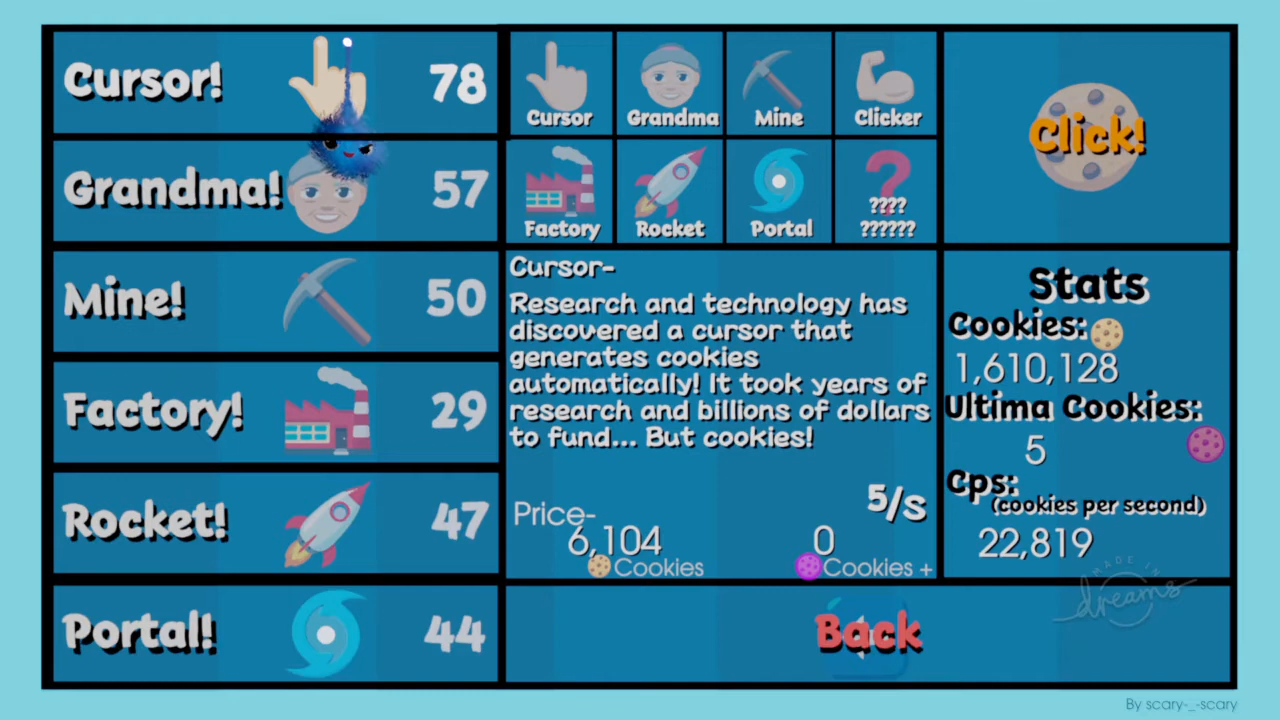 Cursor!
78
Grandma!
57
Mine!
50
Factory!
29
Rocket!
47
Portal!
44
Cursor
Grandma
Mine
Clicker
Factory
Rocket
Portal
????
??????
Cursor-
Research and technology has
discovered a cursor that
generates cookies
automatically! It took years of
research and billions of dollars
to fund... But cookies!
5/s
Price-
6,104
0
Cookies
Cookies +
Back
Click!
Stats
Cookies:
1,610,128
Ultima Cookies:
5
Cps:
(cookies per second)
22,819
MADE IN
dreams
By scary-_-scary